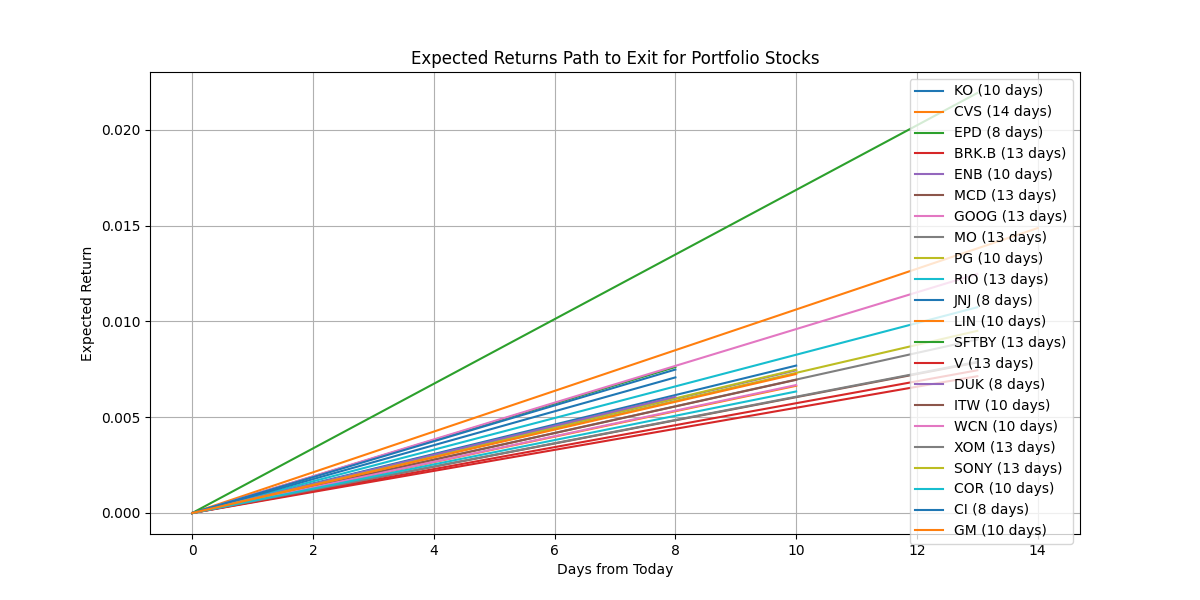 Expected Returns Path to Exit for Portfolio Stocks
Expected Return
0.020
0.015
0.010
0.005
0.000
0 2 4 6 8 10 12 14
Days from Today
KO (10 days)
CVS (14 days)
EPD (8 days)
BRK.B (13 days)
ENB (10 days)
MCD (13 days)
GOOG (13 days)
MO (13 days)
PG (10 days)
RIO (13 days)
JNJ (8 days)
LIN (10 days)
SFTBY (13 days)
V (13 days)
DUK (8 days)
ITW (10 days)
WCN (10 days)
XOM (13 days)
SONY (13 days)
COR (10 days)
CI (8 days)
GM (10 days)